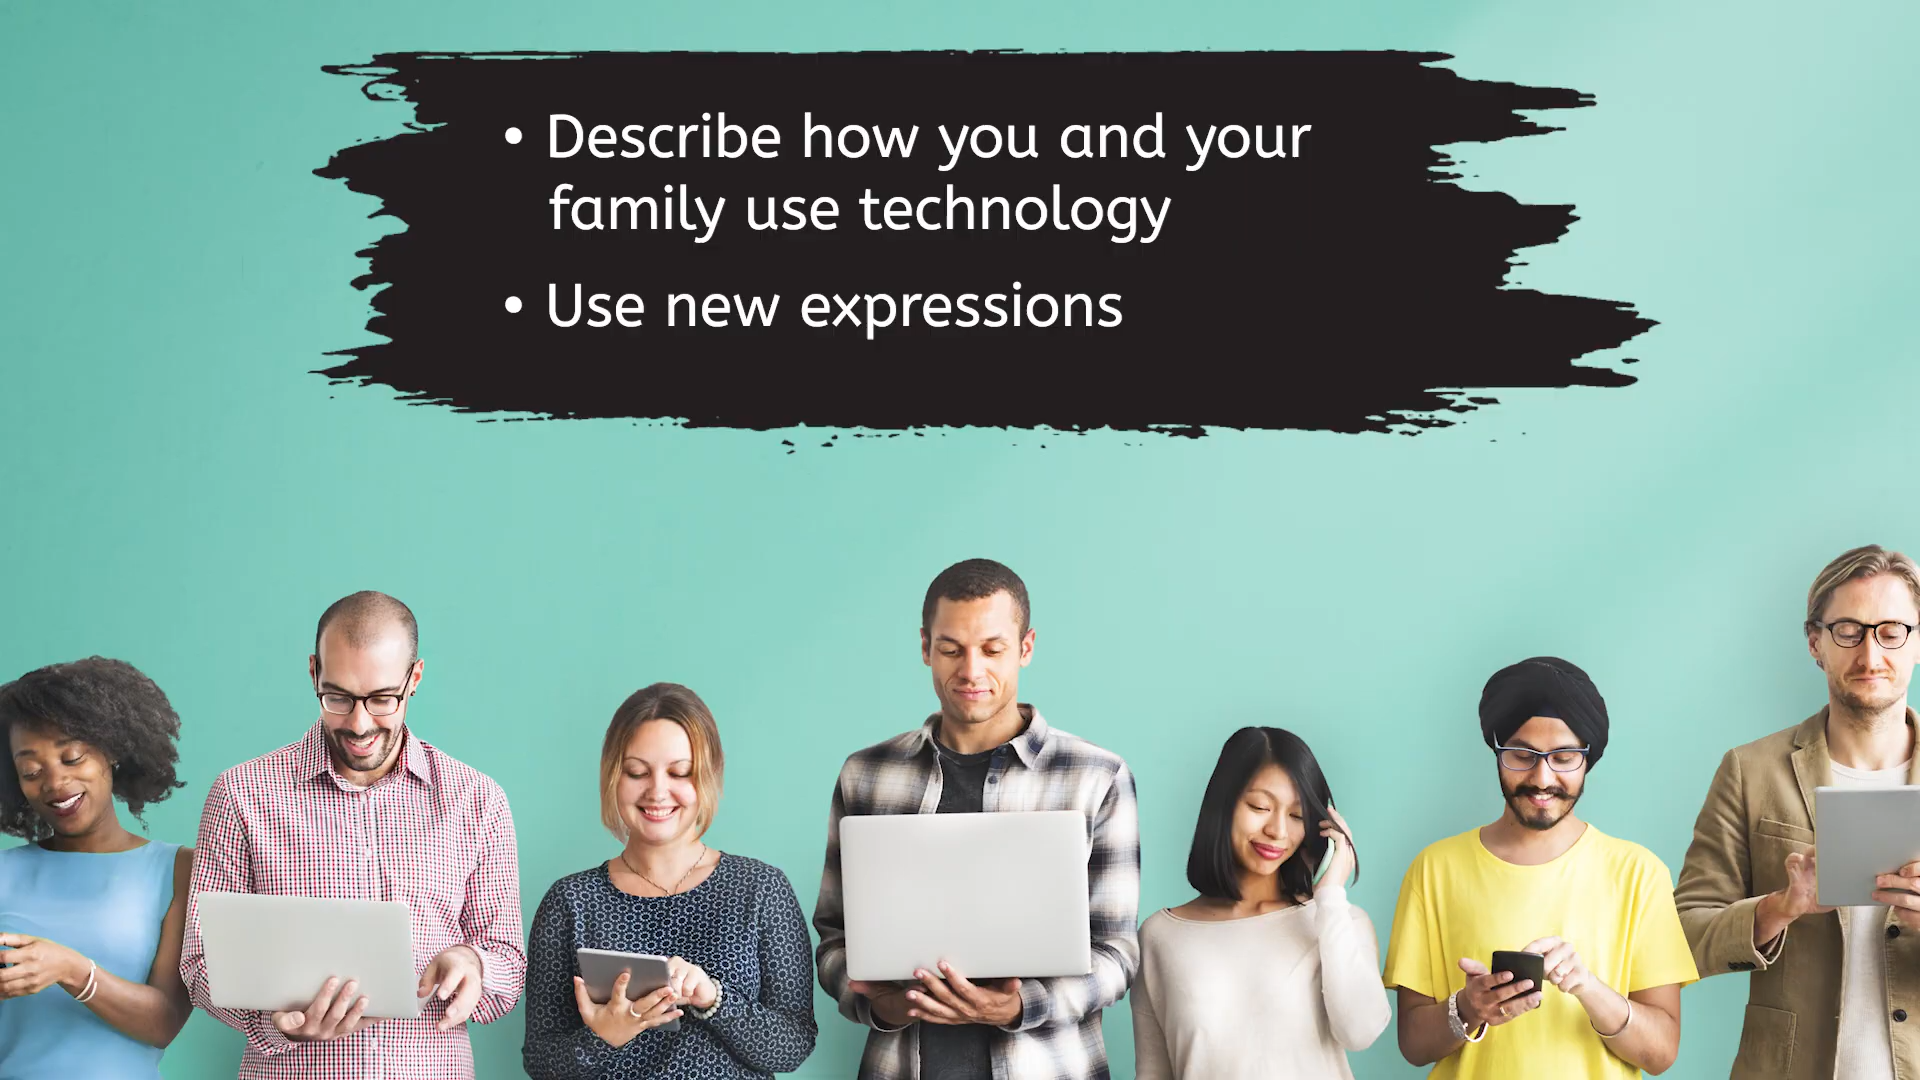 • Describe how you and your
family use technology
• Use new expressions